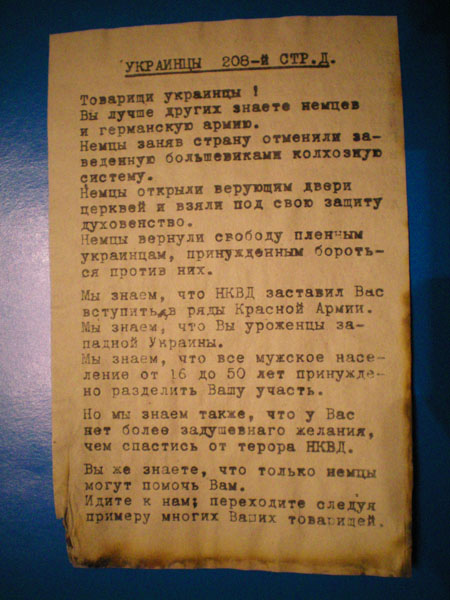 УКРАИНЦЫ 208-й СТР.Д.
Товарищи украинцы !
Вы лучше других знаете немцев
и германскую армию.
Немцы заняв страну отменили за-
веденную большевиками колхозную
систему.
Немцы открыли верующим двери
церквей и взяли под свою защиту
духовенство.
Немцы вернули свободу пленным
украинцам, принужденным бороть-
ся против них.
Мы знаем, что НКВД заставил Вас
вступить в ряды Красной Армии.
Мы знаем, что Вы уроженцы за-
падной Украины.
Мы знаем, что все мужское насе-
ление от 16 до 50 лет принужде-
но разделить Вашу участь.
Но мы знаем также, что у Вас
нет более задушевнаго желания,
чем спастись от терора НКВД.
Вы же знаете, что только немцы
могут помочь Вам.
Идите к нам; переходите следуя
примеру многих Ваших товарищей.